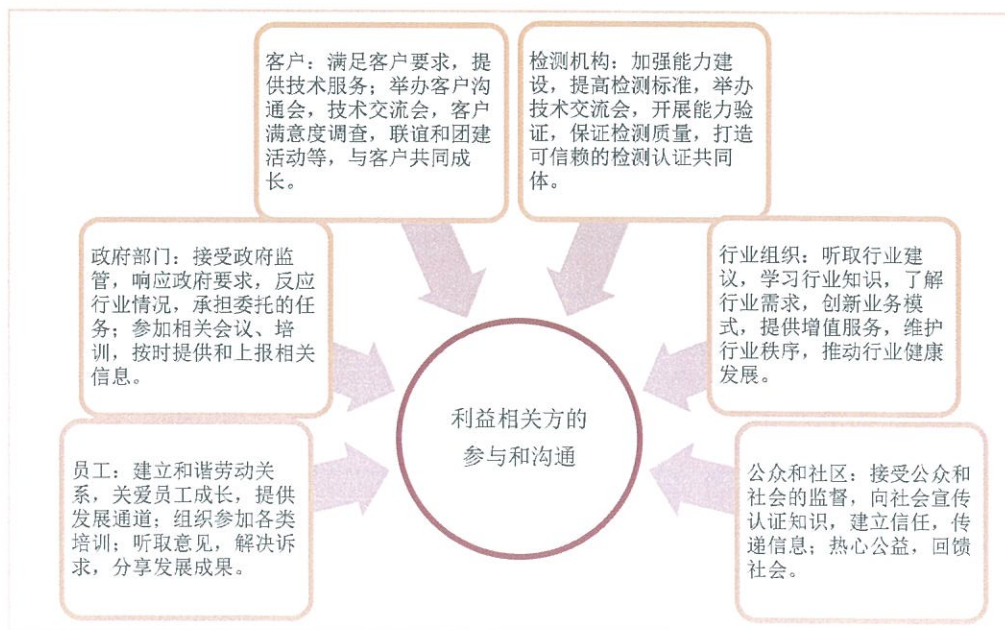 客户：满足客户要求，提
供技术服务；举办客户沟
通会，技术交流会，客户
满意度调查，联谊和团建
活动等，与客户共同成
长。
检测机构：加强能力建
设，提高检测标准，举办
技术交流会，开展能力验
证，保证检测质量，打造
可信赖的检测认证共同
体。
政府部门：接受政府监
管，响应政府要求，反应
行业情况，承担委托的任
务；参加相关会议、培
训，按时提供和上报相关
信息。
行业组织：听取行业建
议，学习行业知识，了解
行业需求，创新业务模
式，提供增值服务，维护
行业秩序，推动行业健康
发展。
利益相关方的
参与和沟通
员工：建立和谐劳动关
系，关爱员工成长，提供
发展通道；组织参加各类
培训；听取意见，解决诉
求，分享发展成果。
公众和社区：接受公众和
社会的监督，向社会宣传
认证知识，建立信任，传
递信息；热心公益，回馈
社会。